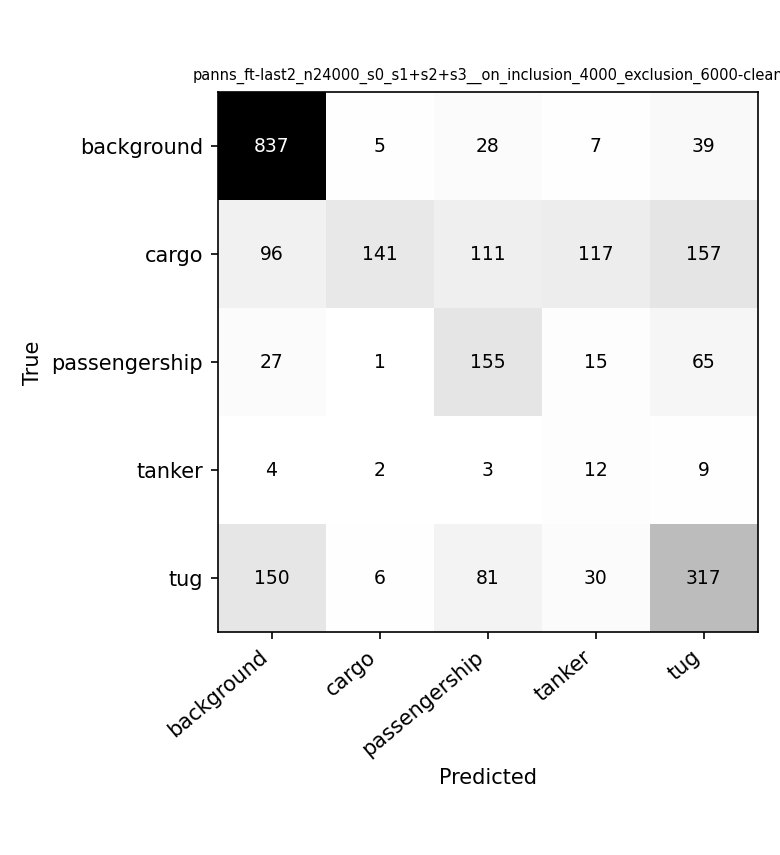 panns_ft-last2_n24000_s0_s1+s2+s3__on_inclusion_4000_exclusion_6000-clean
background 837 5 28 7 39
cargo 96 141 111 117 157
passengership 27 1 155 15 65
tanker 4 2 3 12 9
tug 150 6 81 30 317
True
background cargo passengership tanker tug
Predicted